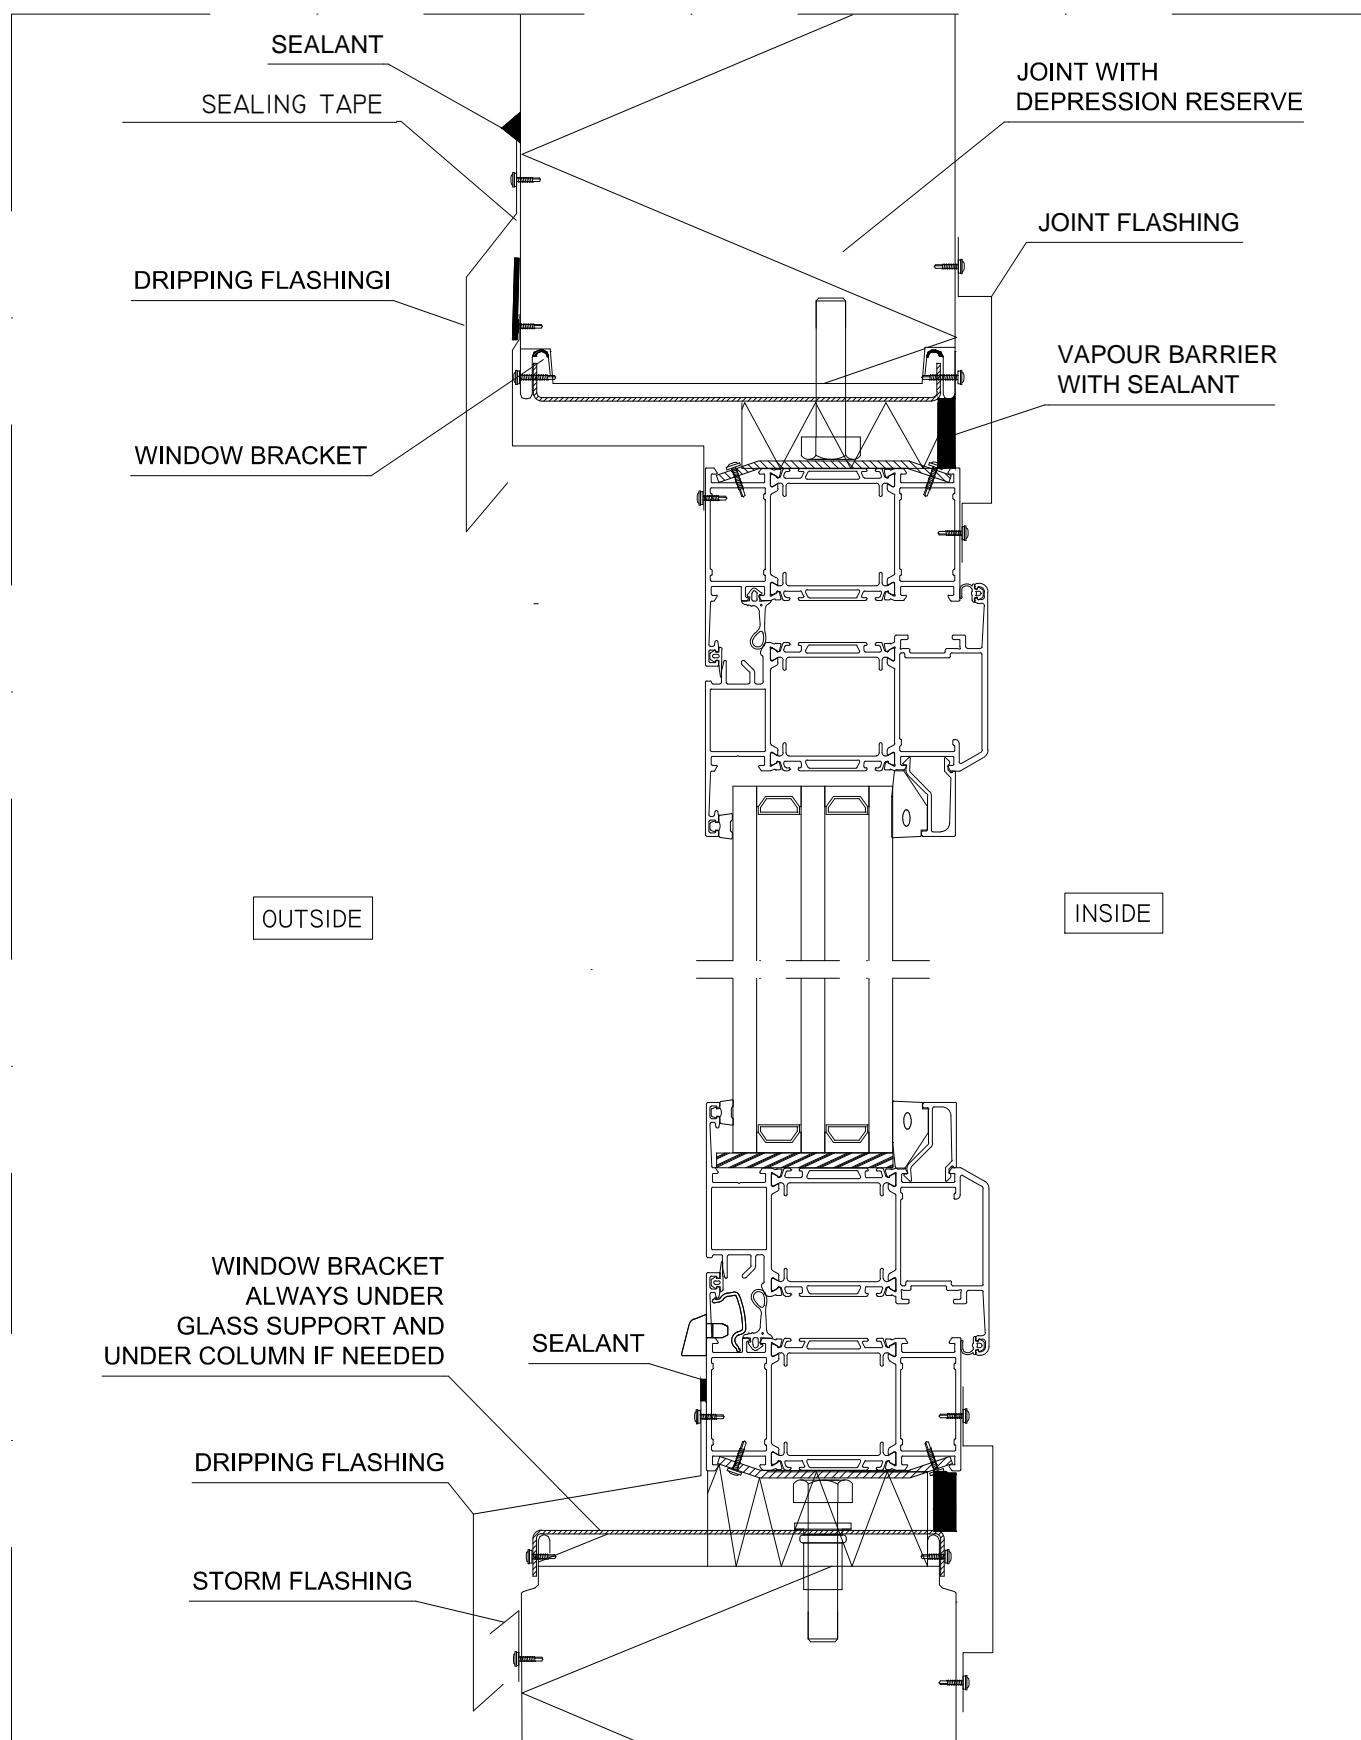 SEALANT
SEALING TAPE
JOINT WITH
DEPRESSION RESERVE
JOINT FLASHING
DRIPPING FLASHINGI
VAPOUR BARRIER
WITH SEALANT
WINDOW BRACKET
OUTSIDE
INSIDE
WINDOW BRACKET
ALWAYS UNDER
GLASS SUPPORT AND
UNDER COLUMN IF NEEDED
SEALANT
DRIPPING FLASHING
STORM FLASHING